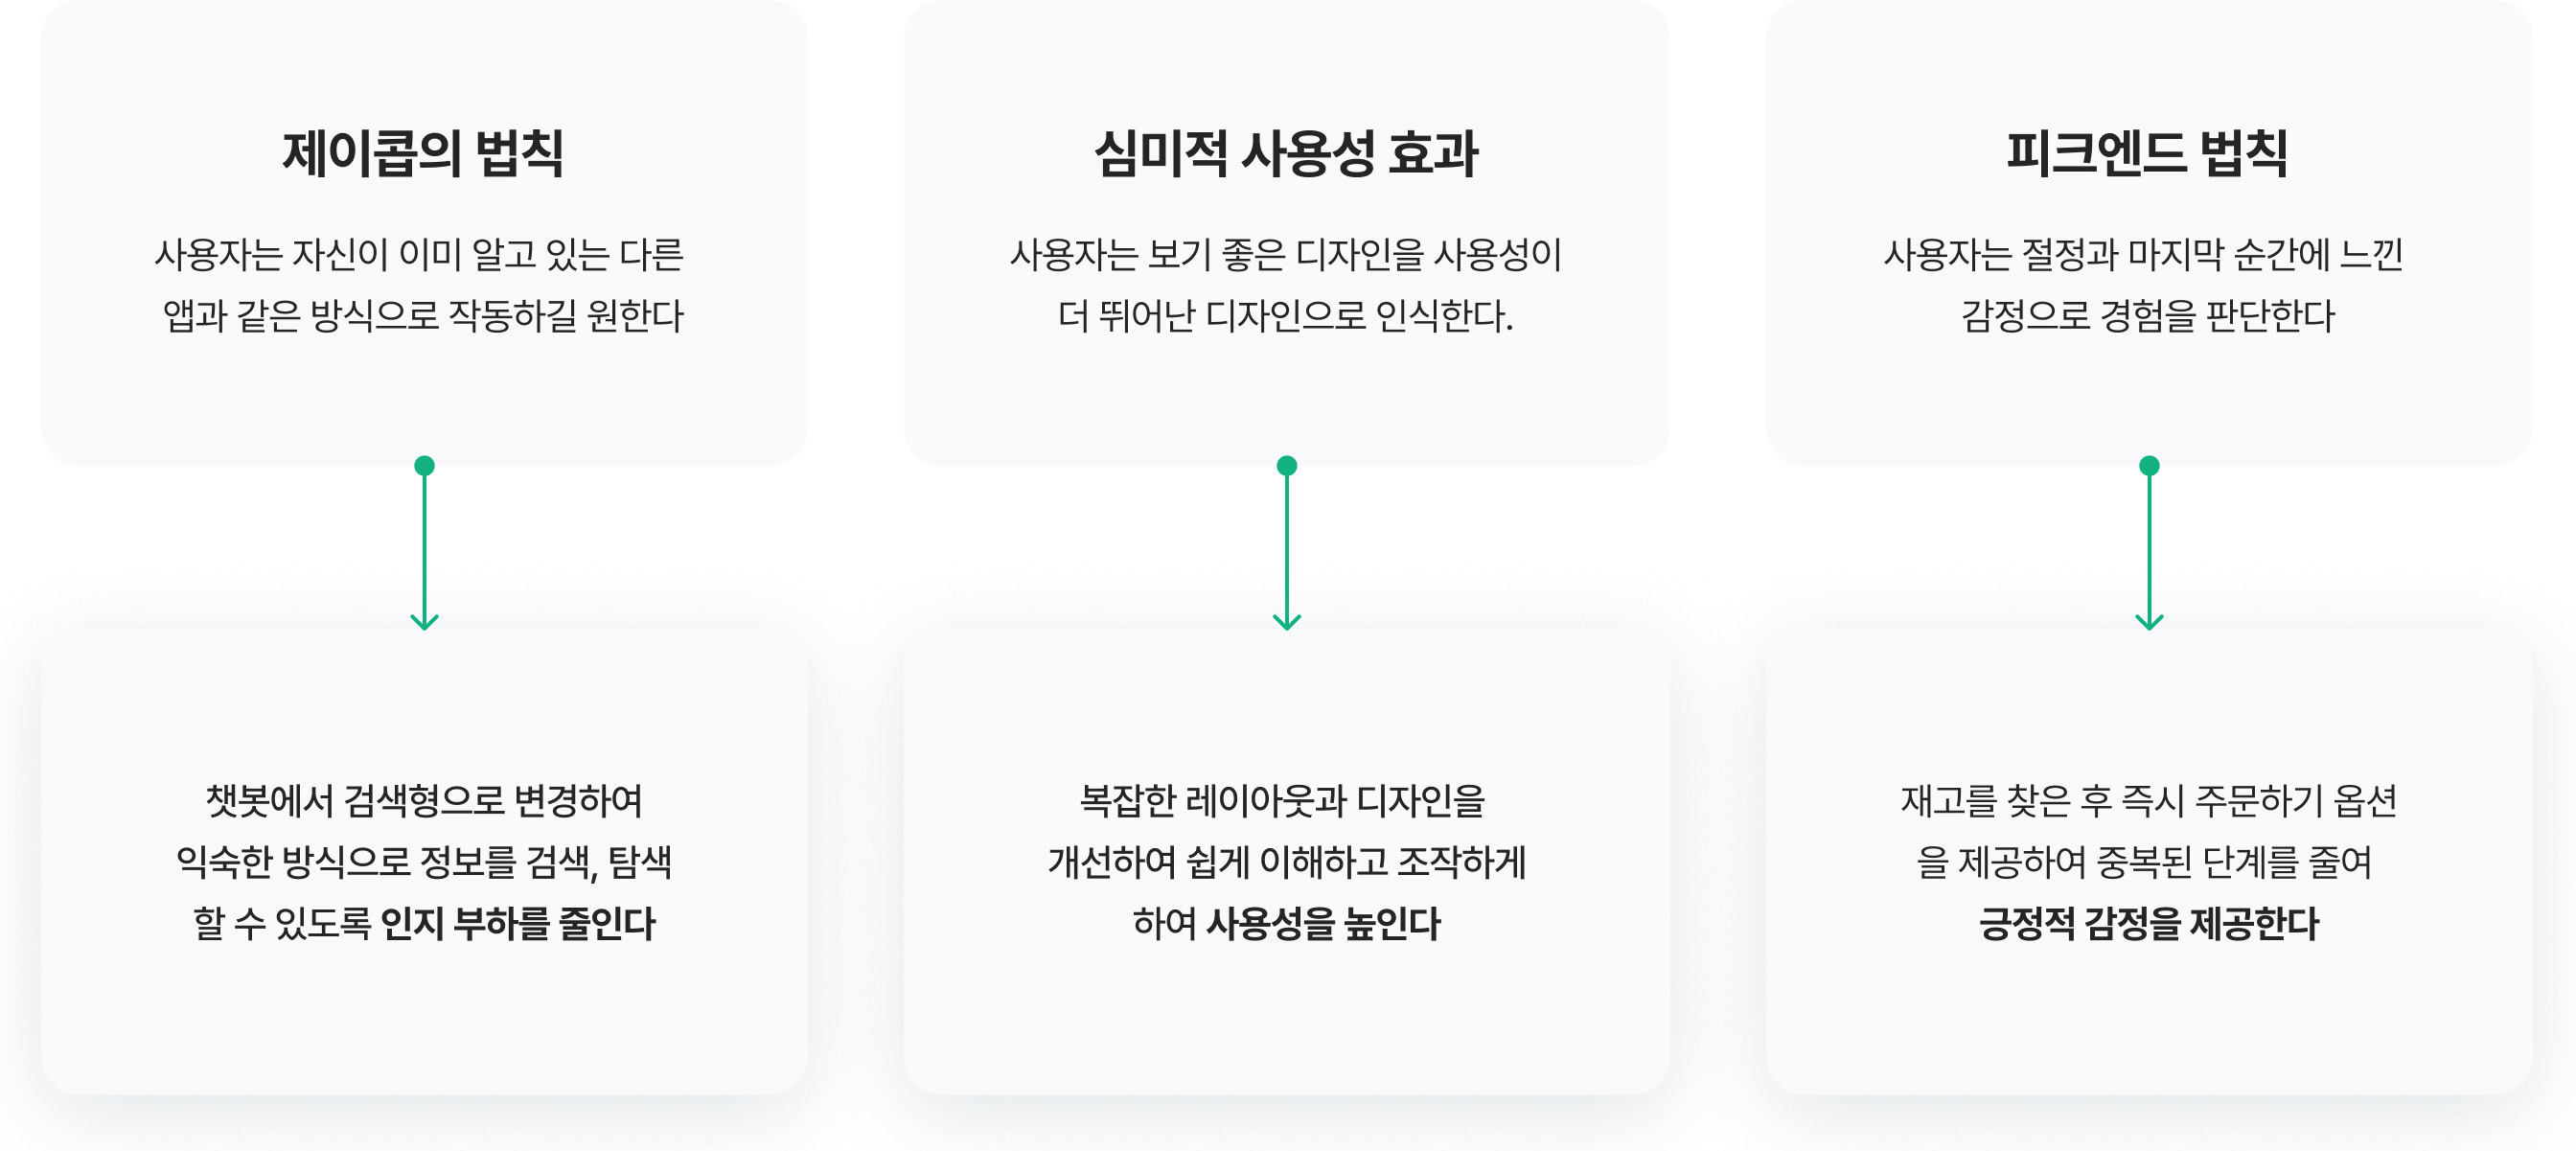 제이콥의 법칙
사용자는 자신이 이미 알고 있는 다른
앱과 같은 방식으로 작동하길 원한다
심미적 사용성 효과
사용자는 보기 좋은 디자인을 사용성이
더 뛰어난 디자인으로 인식한다.
피크엔드 법칙
사용자는 절정과 마지막 순간에 느낀
감정으로 경험을 판단한다
챗봇에서 검색형으로 변경하여
익숙한 방식으로 정보를 검색, 탐색
할 수 있도록 인지 부하를 줄인다
복잡한 레이아웃과 디자인을
개선하여 쉽게 이해하고 조작하게
하여 사용성을 높인다
재고를 찾은 후 즉시 주문하기 옵션
을 제공하여 중복된 단계를 줄여
긍정적 감정을 제공한다